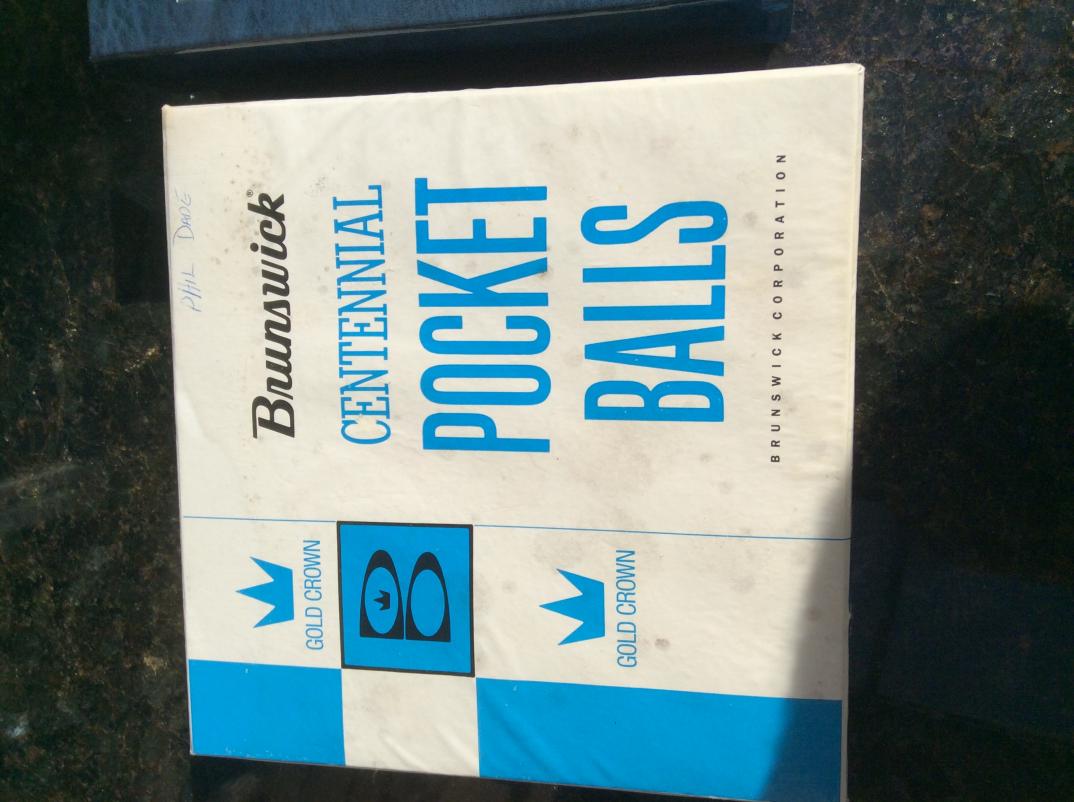 PHIL DADE
Brunswick®
CENTENNIAL
POCKET
BALLS
BRUNSWICK CORPORATION
GOLD CROWN
B
GOLD CROWN